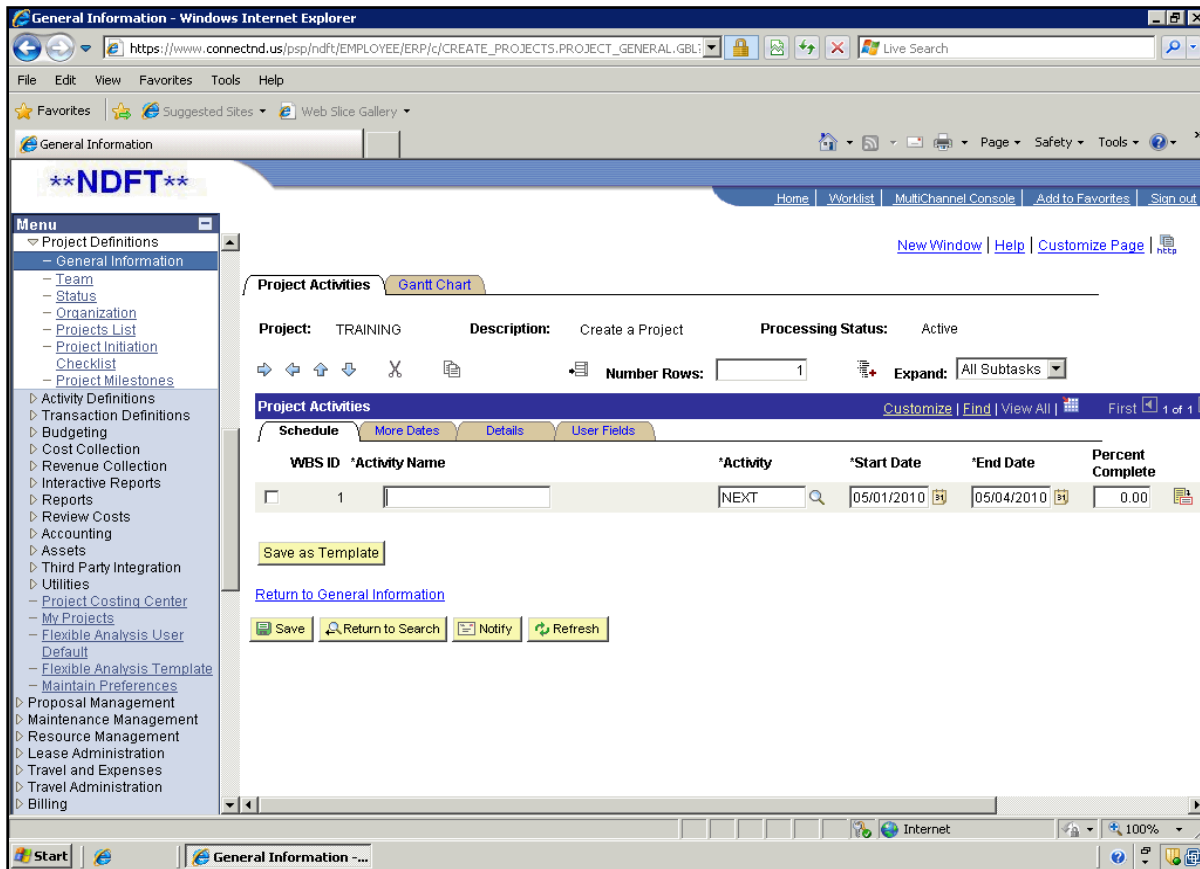 General Information - Windows Internet Explorer
https://www.connectnd.us/psp/ndft/EMPLOYEE/ERP/c/CREATE_PROJECTS.PROJECT_GENERAL.GBL?
Live Search
File Edit View Favorites Tools Help
Favorites Suggested Sites Web Slice Gallery
General Information
Page Safety Tools »
**NDFT**
Home | Worklist | MultiChannel Console | Add to Favorites | Sign out
Menu
Project Definitions
– General Information
– Team
– Status
– Organization
– Projects List
– Project Initiation
Checklist
– Project Milestones
Activity Definitions
Transaction Definitions
Budgeting
Cost Collection
Revenue Collection
Interactive Reports
Reports
Review Costs
Accounting
Assets
Third Party Integration
Utilities
– Project Costing Center
– My Projects
– Flexible Analysis User
Default
– Flexible Analysis Template
– Maintain Preferences
Proposal Management
Maintenance Management
Resource Management
Lease Administration
Travel and Expenses
Travel Administration
Billing
New Window | Help | Customize Page | http
Project Activities Gantt Chart
Project: TRAINING Description: Create a Project Processing Status: Active
Number Rows: 1 Expand: All Subtasks
Project Activities Customize | Find | View All | First 1 of 1
Schedule More Dates Details User Fields
WBS ID *Activity Name *Activity *Start Date *End Date Percent Complete
1 NEXT 05/01/2010 31 05/04/2010 31 0.00
Save as Template
Return to General Information
Save Return to Search Notify Refresh
Internet 100%
Start General Information -...